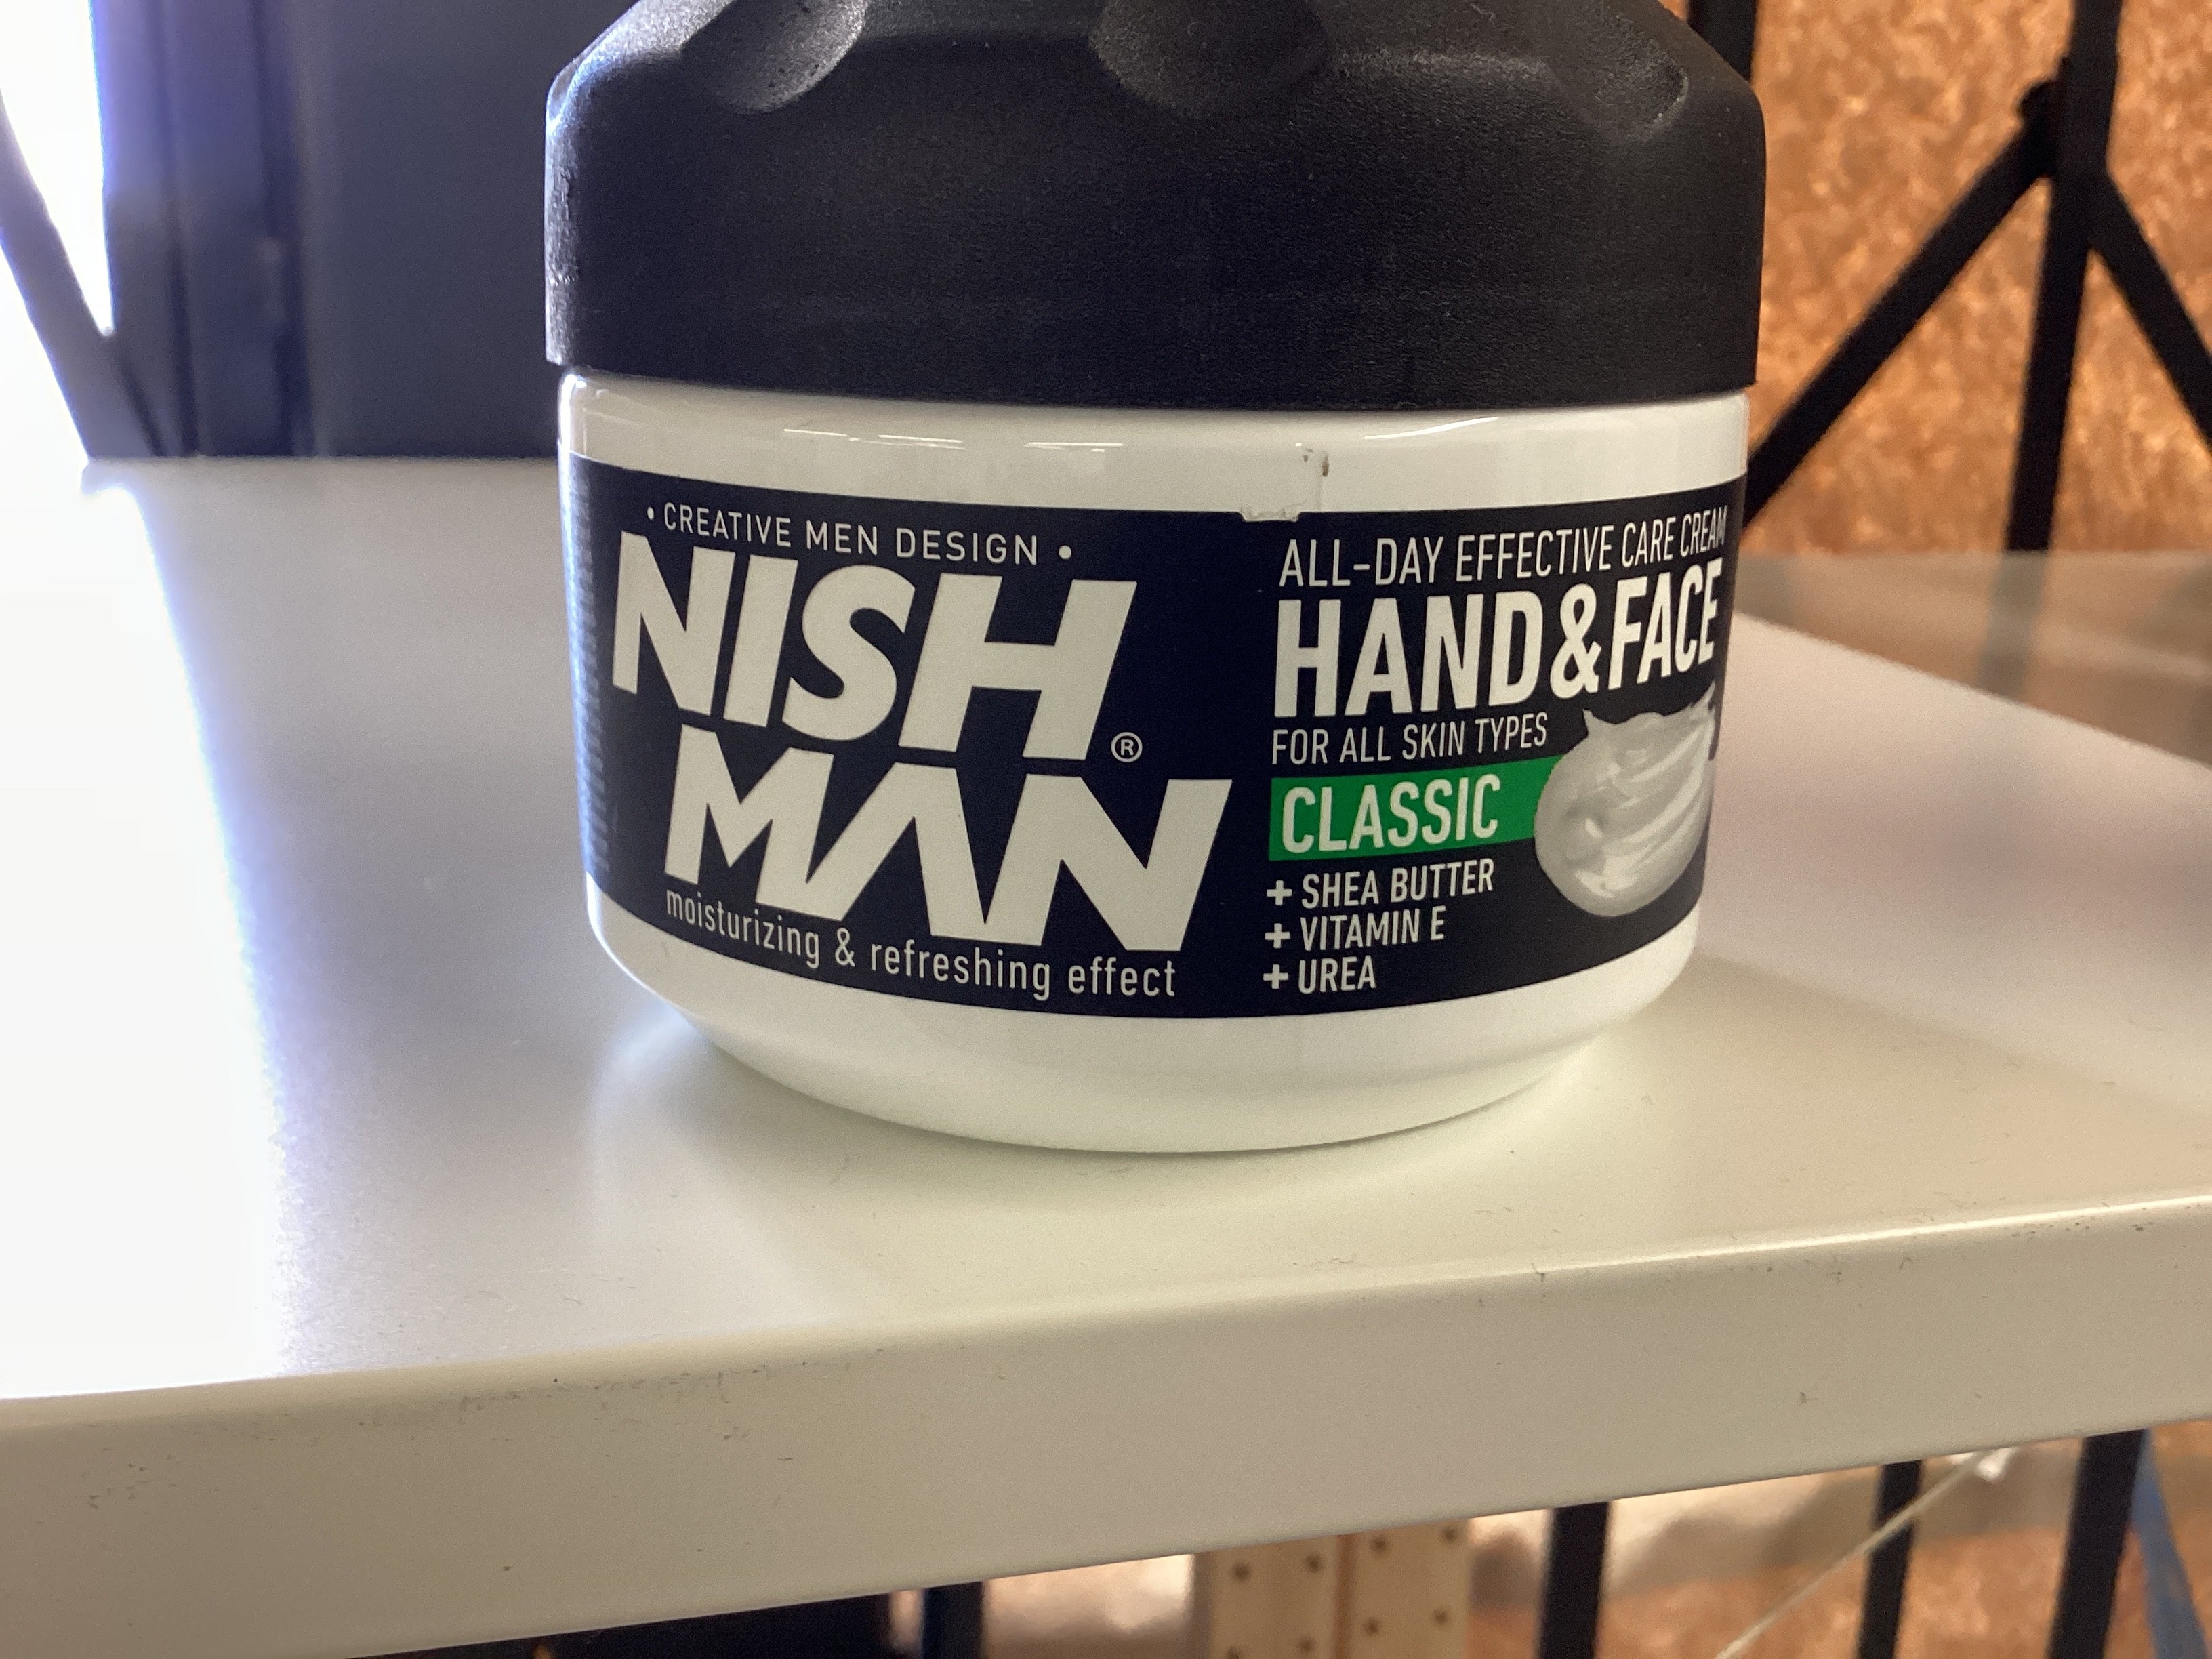 • CREATIVE MEN DESIGN •
NISH
MAN®
moisturizing & refreshing effect
ALL-DAY EFFECTIVE CARE CREAM
HAND&FACE
FOR ALL SKIN TYPES
CLASSIC
+ SHEA BUTTER
+ VITAMIN E
+ UREA